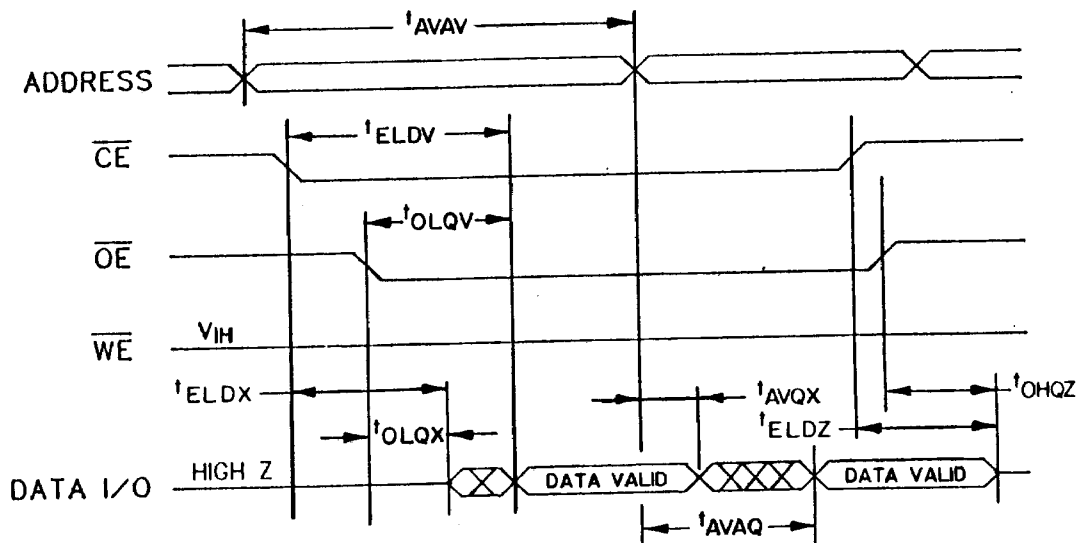 tAVAV
ADDRESS
tELDV
CE
tOLQV
OE
VIH
WE
tELDX
tAVQX
tOHQZ
tOLQX
tELDZ
HIGH Z
DATA I/O
DATA VALID
DATA VALID
tAVAQ